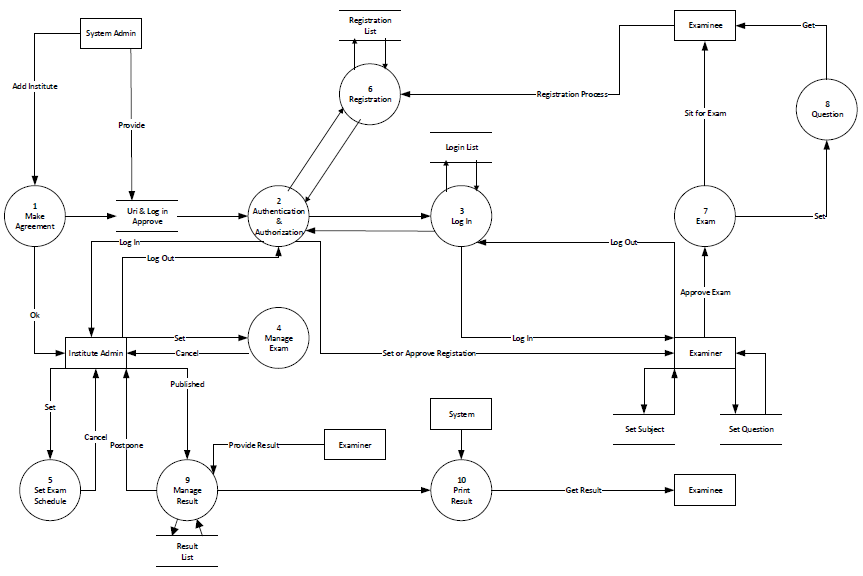 Registration
List
System Admin
Examinee
Get
Add Institute
6
Registration
Registration Process
8
Question
Sit for Exam
Provide
Login List
1
Make
Agreement
Uri & Log in
Approve
2
Authentication
&
Authorization
3
Log In
7
Exam
Set
Log In
Log Out
Log Out
Approve Exam
Ok
Set
4
Manage
Exam
Log In
Institute Admin
Cancel
Set or Approve Registation
Examiner
Published
Set
System
Set Subject
Set Question
Cancel
Postpone
Provide Result
Examiner
5
Set Exam
Schedule
9
Manage
Result
10
Print
Result
Get Result
Examinee
Result
List